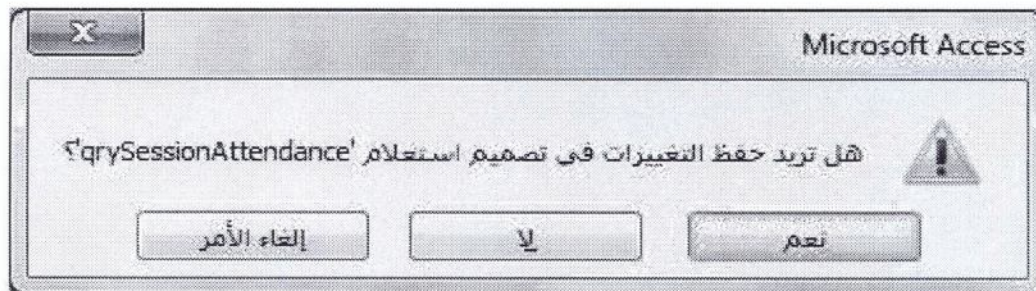 Microsoft Access
هل تريد حفظ التغييرات في تصميم استعلام 'qrySessionAttendance'؟
نعم
لا
إلغاء الأمر